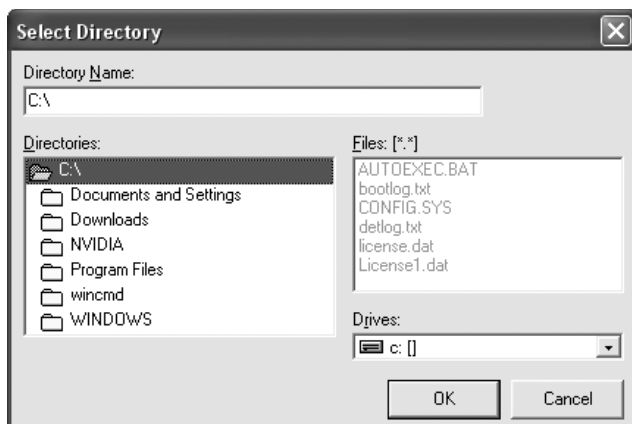 Select Directory
Directory Name:
C:\
Directories:
C:\
Documents and Settings
Downloads
NVIDIA
Program Files
wincmd
WINDOWS
Files: [*.*]
AUTOEXEC.BAT
bootlog.txt
CONFIG.SYS
detlog.txt
license.dat
License1.dat
Drives:
c: []
OK
Cancel